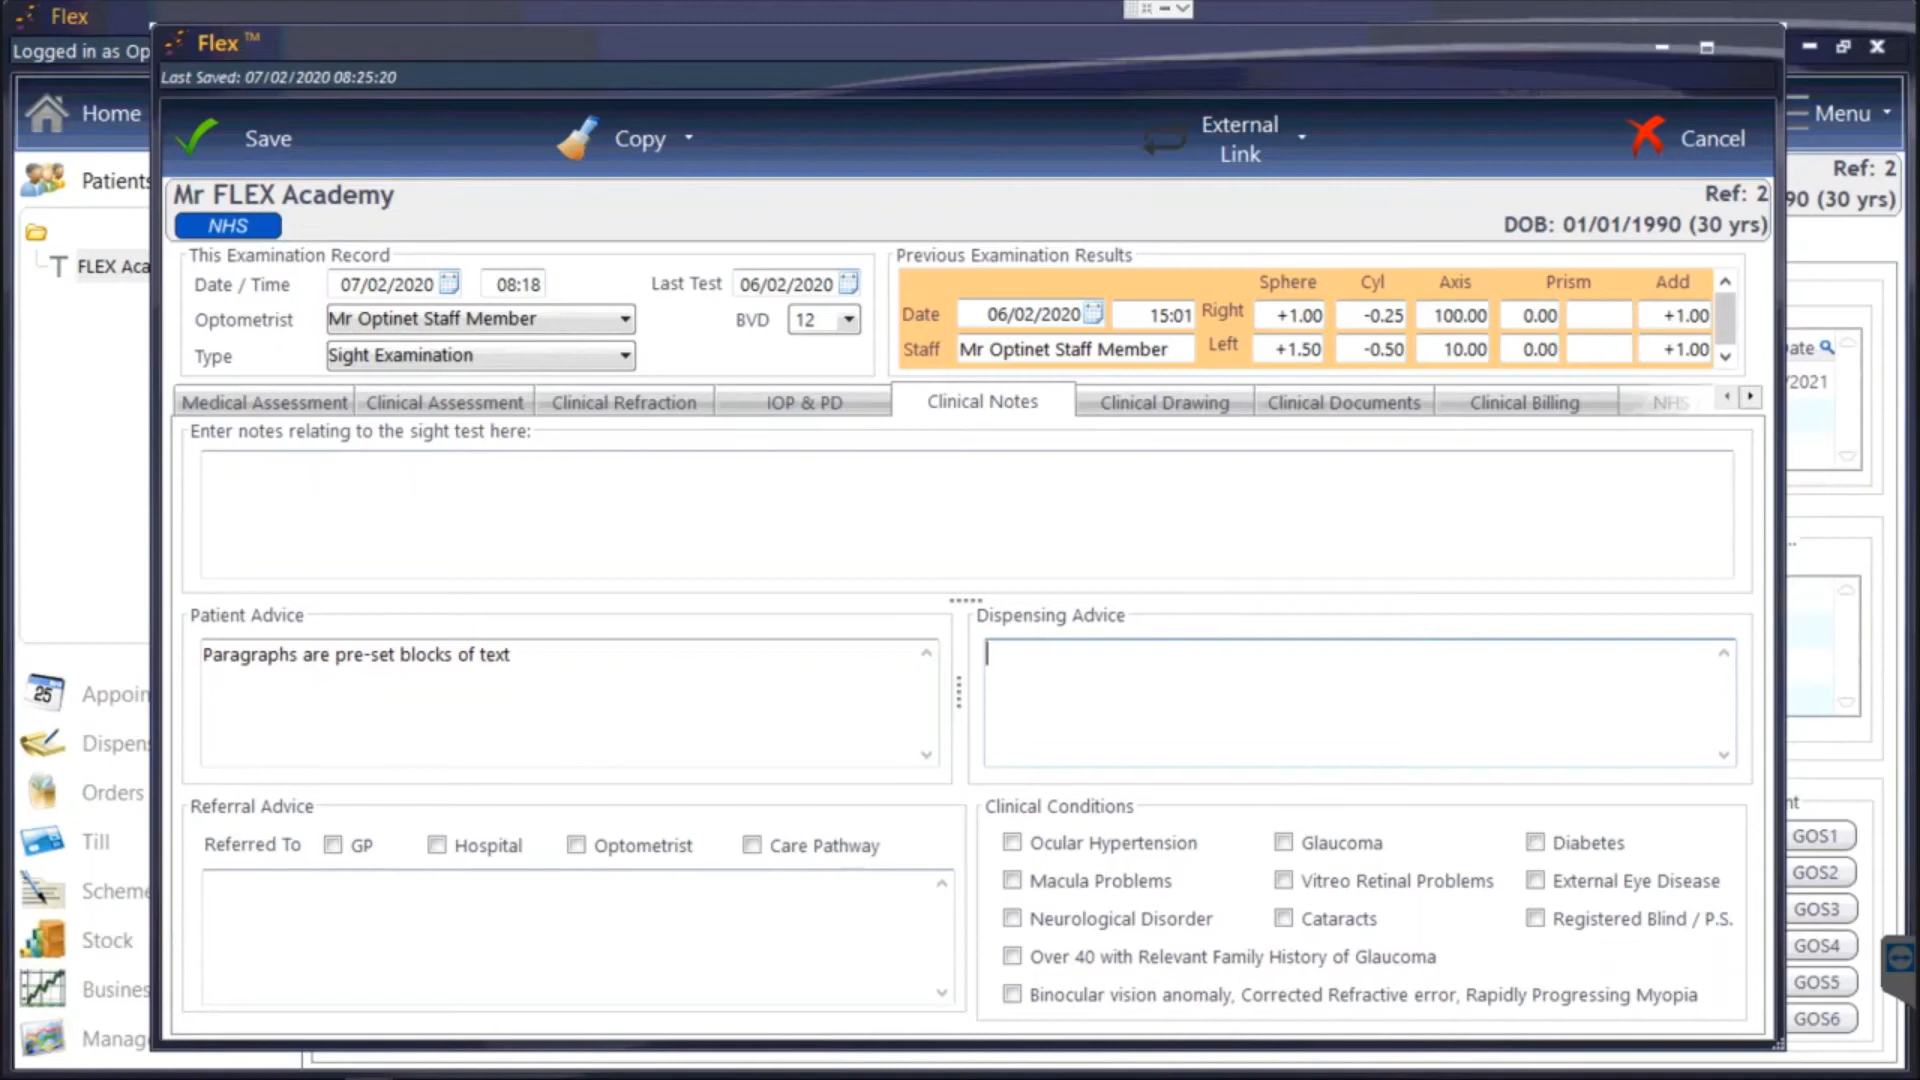 Flex
Logged in as Op
Home
Patients
FLEX Aca
Appoin
Dispens
Orders
Till
Scheme
Stock
Busines
Manag
Flex™
Last Saved: 07/02/2020 08:25:20
Save
Copy
External
Link
Cancel
Menu
Ref: 2
90 (30 yrs)
Mr FLEX Academy
Ref: 2
NHS
DOB: 01/01/1990 (30 yrs)
This Examination Record
Date / Time 07/02/2020 08:18 Last Test 06/02/2020
Optometrist Mr Optinet Staff Member BVD 12
Type Sight Examination
Previous Examination Results
Sphere Cyl Axis Prism Add
Date 06/02/2020 15:01 Right +1.00 -0.25 100.00 0.00 +1.00
Staff Mr Optinet Staff Member Left +1.50 -0.50 10.00 0.00 +1.00
Medical Assessment Clinical Assessment Clinical Refraction IOP & PD Clinical Notes Clinical Drawing Clinical Documents Clinical Billing NHS
Enter notes relating to the sight test here:
Patient Advice
Paragraphs are pre-set blocks of text
Dispensing Advice
Referral Advice
Referred To GP Hospital Optometrist Care Pathway
Clinical Conditions
Ocular Hypertension Glaucoma Diabetes
Macula Problems Vitreo Retinal Problems External Eye Disease
Neurological Disorder Cataracts Registered Blind / P.S.
Over 40 with Relevant Family History of Glaucoma
Binocular vision anomaly, Corrected Refractive error, Rapidly Progressing Myopia
ate
/2021
nt
GOS1
GOS2
GOS3
GOS4
GOS5
GOS6
25